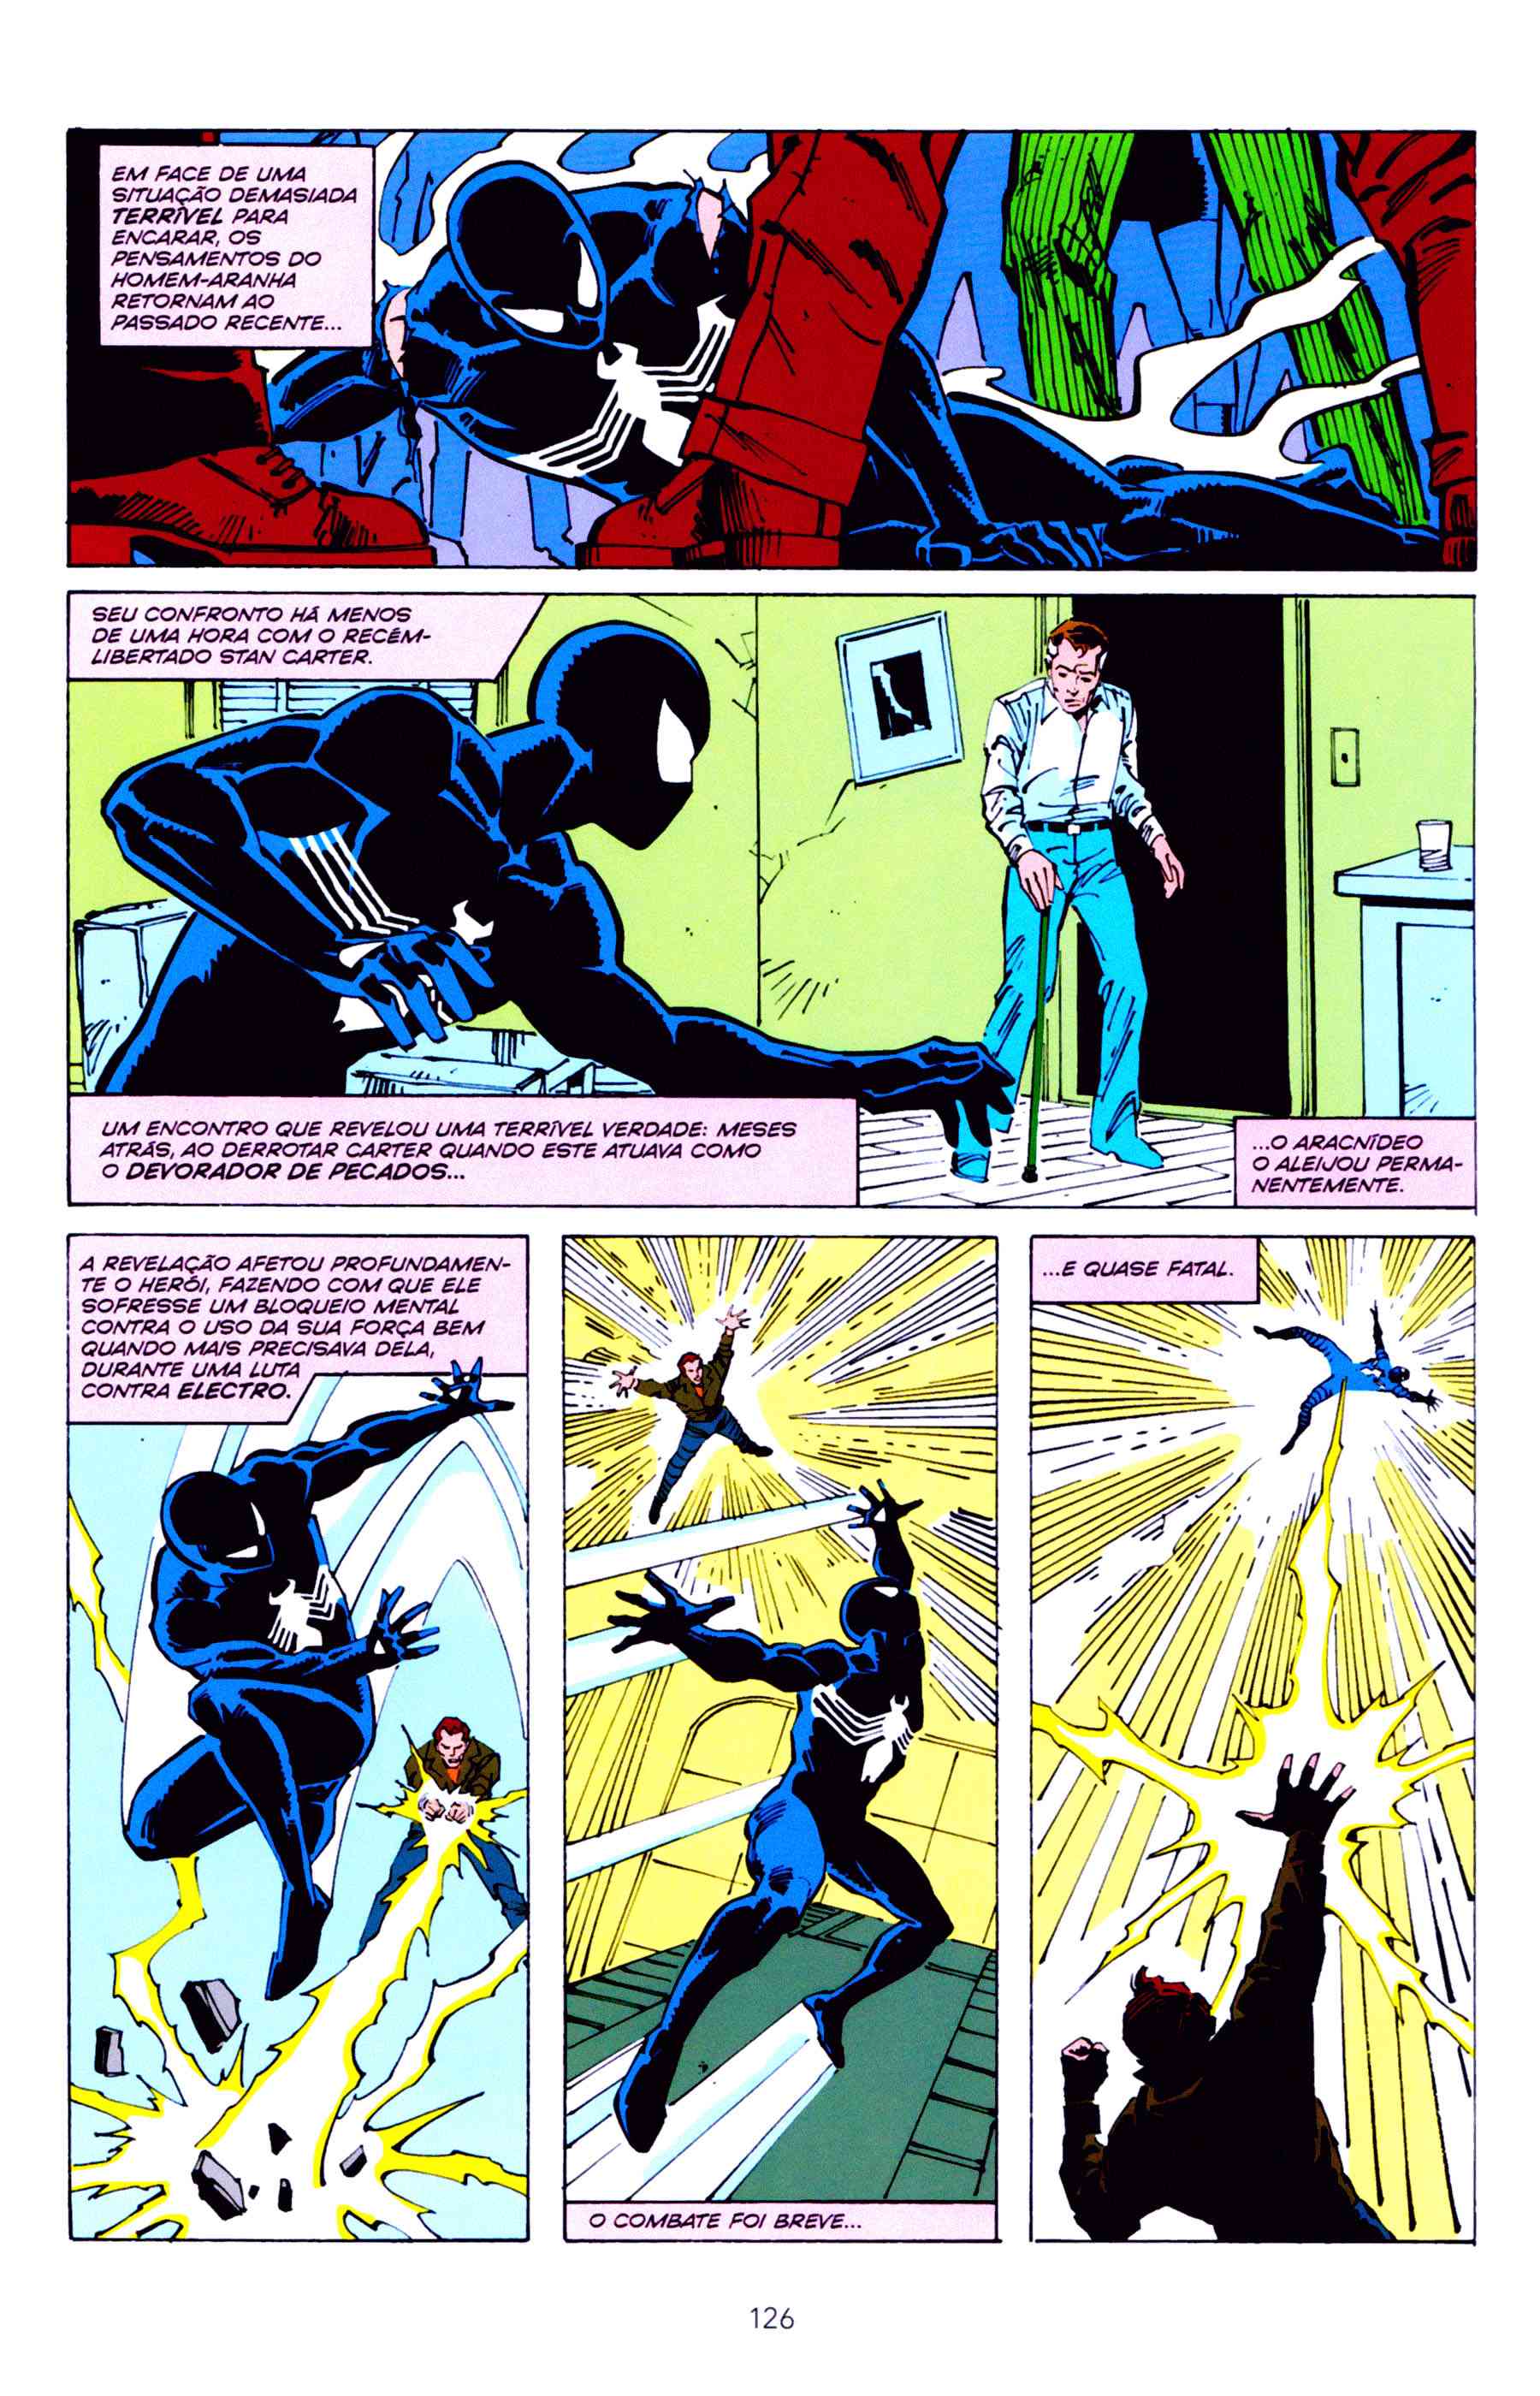 EM FACE DE UMA
SITUAÇÃO DEMASIADA
TERRÍVEL PARA
ENCARAR, OS
PENSAMENTOS DO
HOMEM-ARANHA
RETORNAM AO
PASSADO RECENTE...
SEU CONFRONTO HÁ MENOS
DE UMA HORA COM O RECÉM-
LIBERTADO STAN CARTER.
UM ENCONTRO QUE REVELOU UMA TERRÍVEL VERDADE: MESES
ATRÁS, AO DERROTAR CARTER QUANDO ESTE ATUAVA COMO
O DEVORADOR DE PECADOS...
...O ARACNÍDEO
O ALEIJOU PERMA-
NENTEMENTE.
A REVELAÇÃO AFETOU PROFUNDAMEN-
TE O HERÓI, FAZENDO COM QUE ELE
SOFRESSE UM BLOQUEIO MENTAL
CONTRA O USO DA SUA FORÇA BEM
QUANDO MAIS PRECISAVA DELA,
DURANTE UMA LUTA
CONTRA ELECTRO.
O COMBATE FOI BREVE...
...E QUASE FATAL.
126